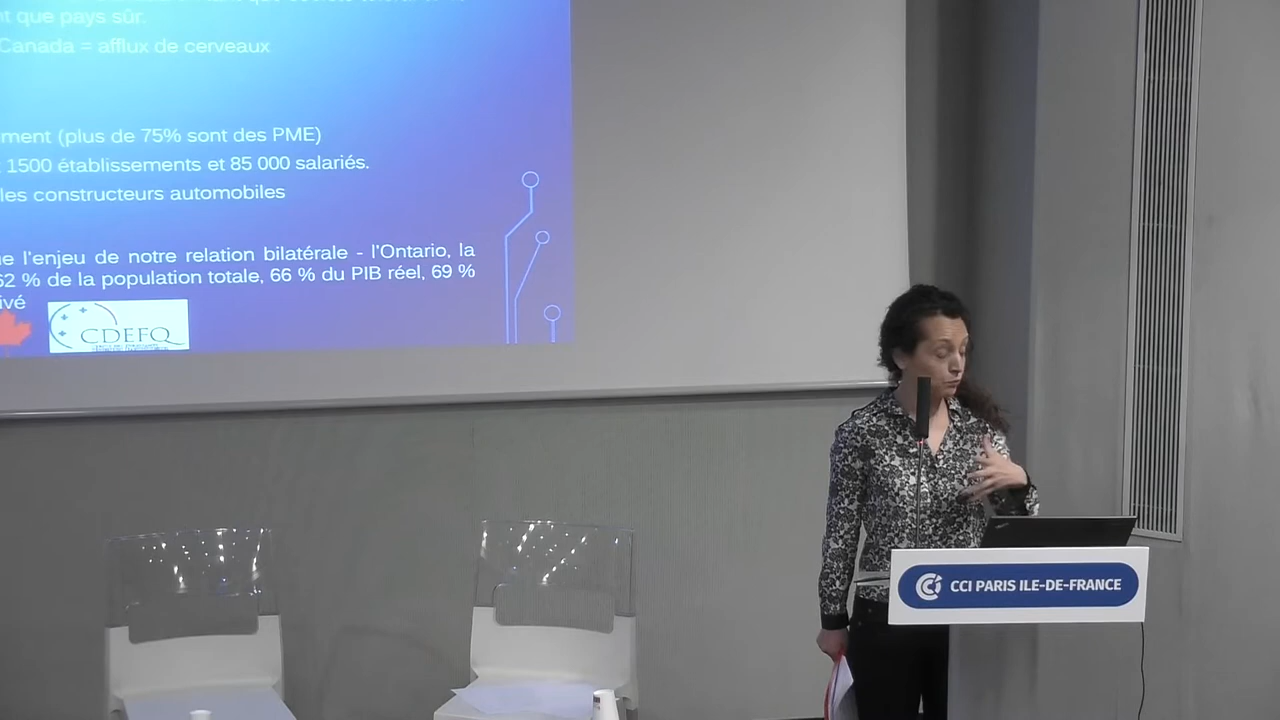 nt que pays sûr.
Canada = afflux de cerveaux
ment (plus de 75% sont des PME)
1500 établissements et 85 000 salariés.
les constructeurs automobiles
e l'enjeu de notre relation bilatérale - l'Ontario, la
62 % de la population totale, 66 % du PIB réel, 69 %
ivé
CDEFQ
CCI PARIS ILE-DE-FRANCE